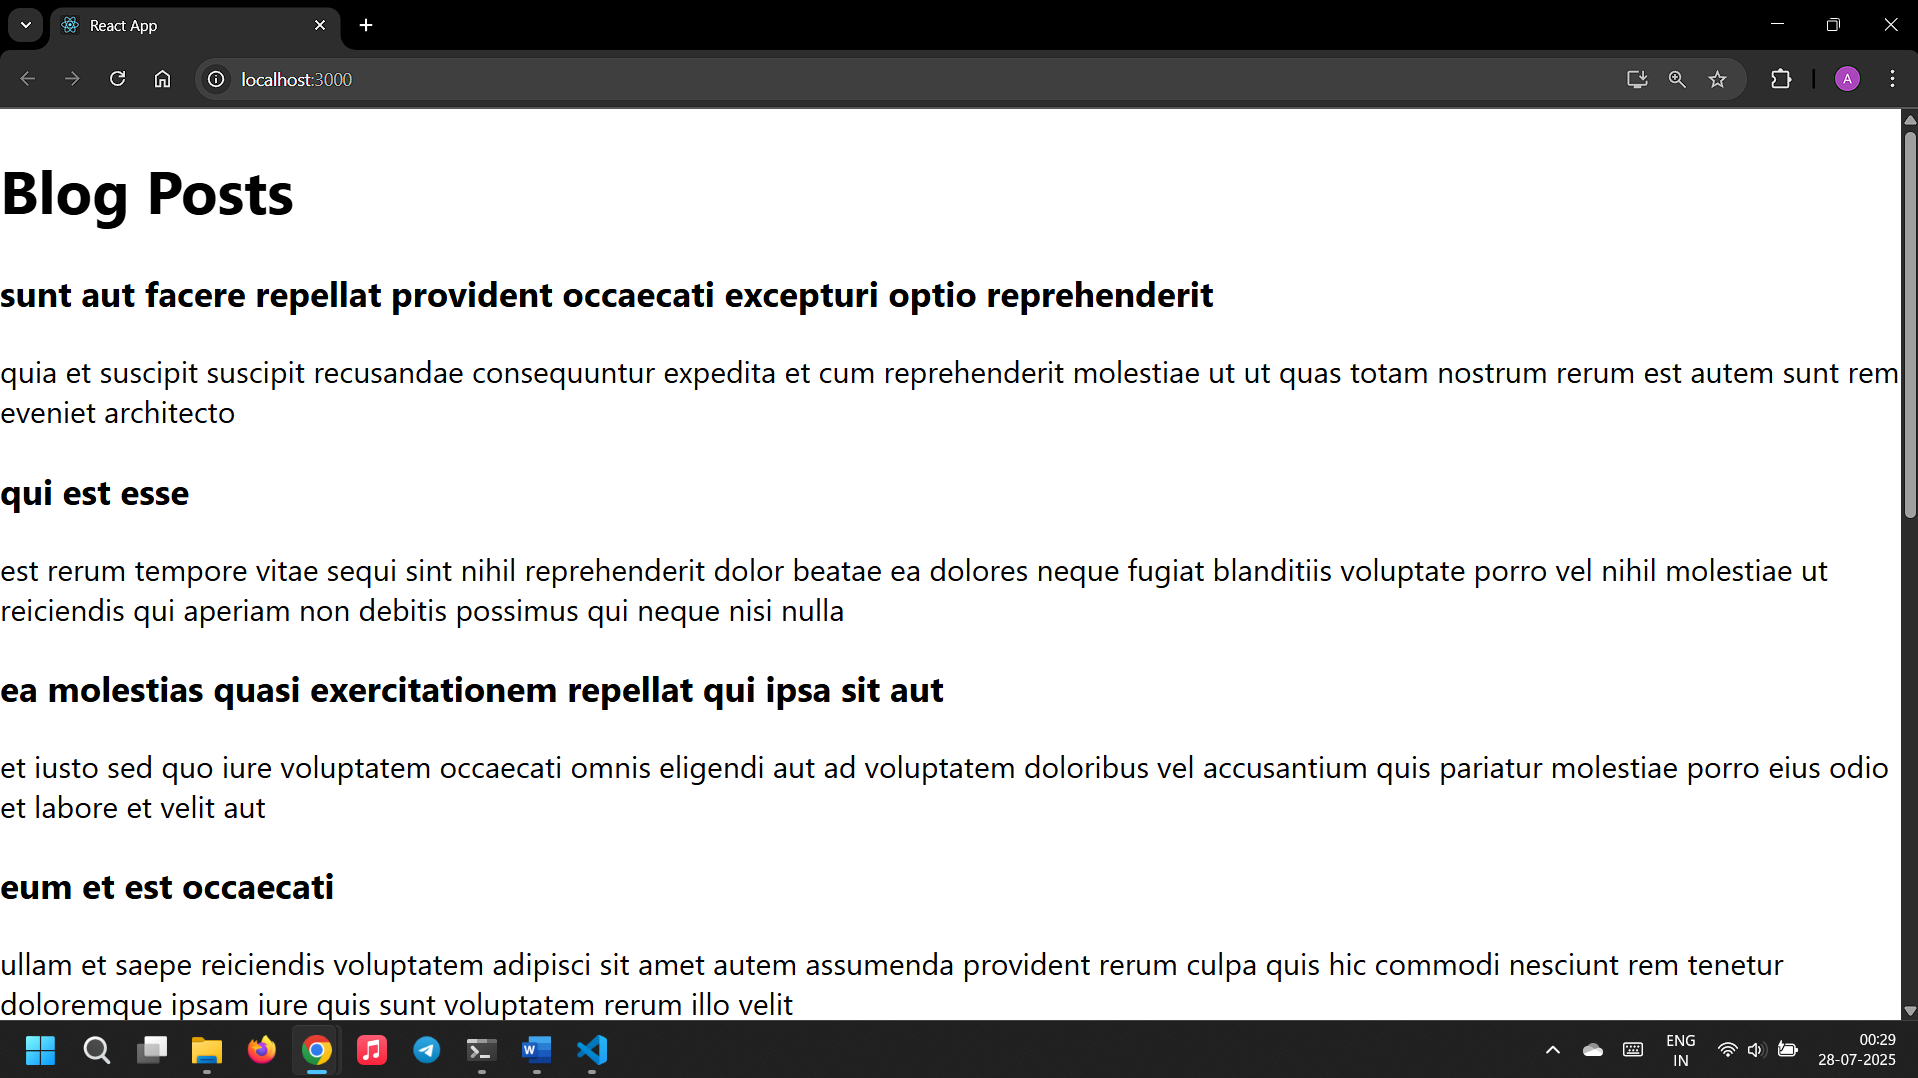 React App
localhost:3000
A
Blog Posts
sunt aut facere repellat provident occaecati excepturi optio reprehenderit
quia et suscipit suscipit recusandae consequuntur expedita et cum reprehenderit molestiae ut ut quas totam nostrum rerum est autem sunt rem
eveniet architecto
qui est esse
est rerum tempore vitae sequi sint nihil reprehenderit dolor beatae ea dolores neque fugiat blanditiis voluptate porro vel nihil molestiae ut
reiciendis qui aperiam non debitis possimus qui neque nisi nulla
ea molestias quasi exercitationem repellat qui ipsa sit aut
et iusto sed quo iure voluptatem occaecati omnis eligendi aut ad voluptatem doloribus vel accusantium quis pariatur molestiae porro eius odio
et labore et velit aut
eum et est occaecati
ullam et saepe reiciendis voluptatem adipisci sit amet autem assumenda provident rerum culpa quis hic commodi nesciunt rem tenetur
doloremque ipsam iure quis sunt voluptatem rerum illo velit
W
ENG
IN
00:29
28-07-2025